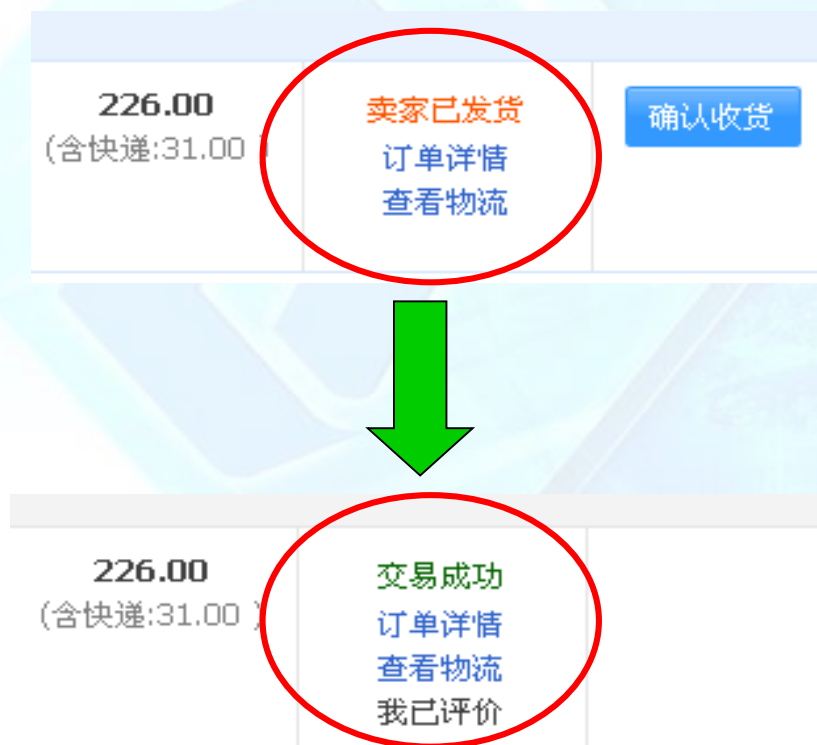 226.00
(含快递:31.00 )
卖家已发货
订单详情
查看物流
确认收货
226.00
(含快递:31.00 )
交易成功
订单详情
查看物流
我已评价